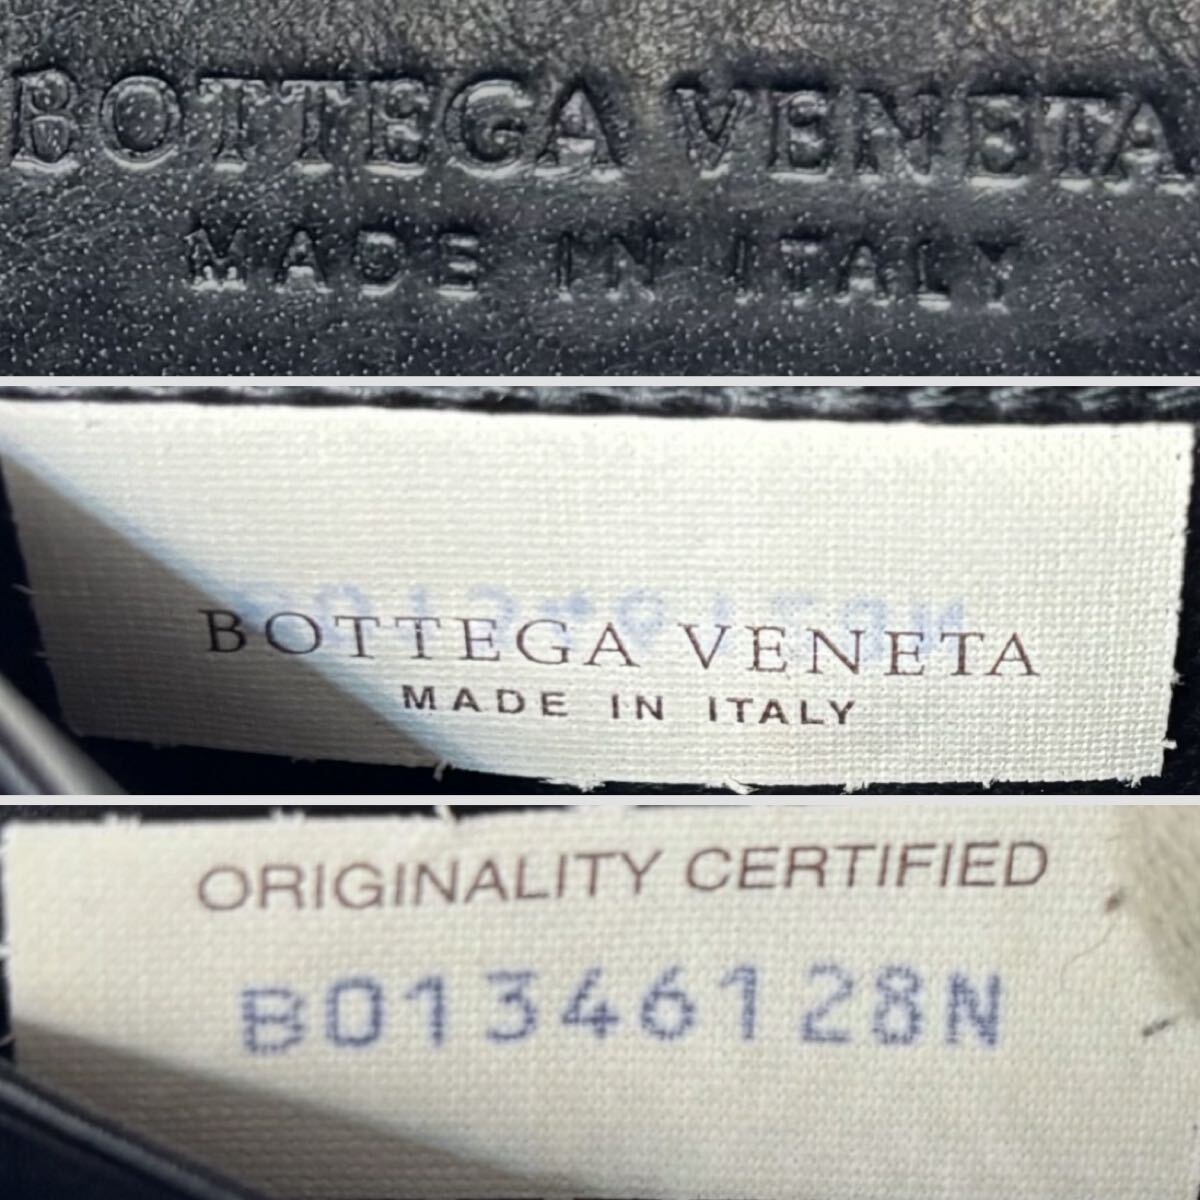 BOTTEGA VENETA
MADE IN ITALY
BOTTEGA VENETA
MADE IN ITALY
ORIGINALITY CERTIFIED
B01346128N